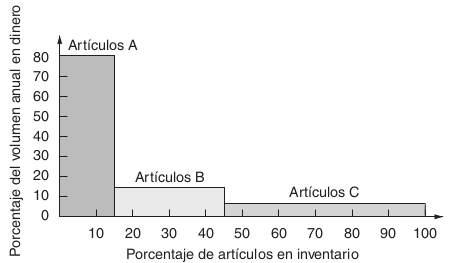 Porcentaje del volumen anual en dinero
Artículos A
80
70
60
50
40
30
20
10
0
Artículos B
Artículos C
10 20 30 40 50 60 70 80 90 100
Porcentaje de artículos en inventario